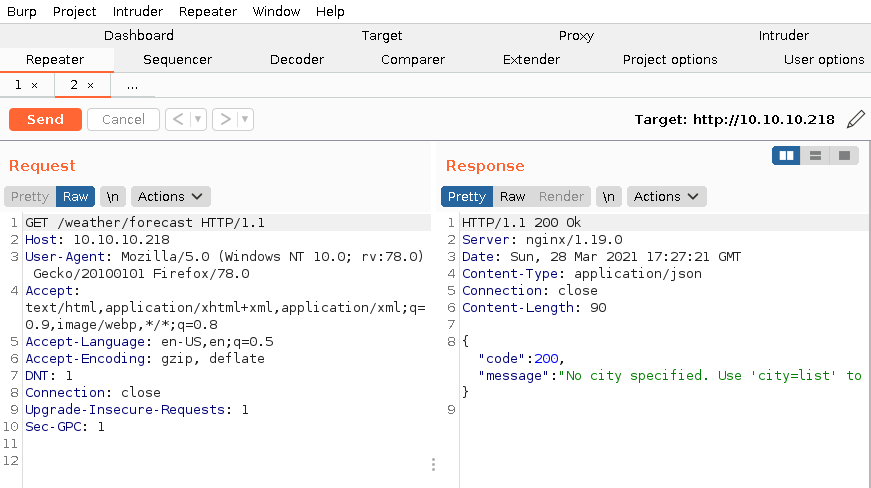 Burp Project Intruder Repeater Window Help
Dashboard Target Proxy Intruder
Repeater Sequencer Decoder Comparer Extender Project options User options
1 × 2 × ...
Send Cancel < > Target: http://10.10.10.218
Request
Pretty Raw \n Actions
1 GET /weather/forecast HTTP/1.1
2 Host: 10.10.10.218
3 User-Agent: Mozilla/5.0 (Windows NT 10.0; rv:78.0)
Gecko/20100101 Firefox/78.0
4 Accept:
text/html,application/xhtml+xml,application/xml;q=
0.9,image/webp,*/*;q=0.8
5 Accept-Language: en-US,en;q=0.5
6 Accept-Encoding: gzip, deflate
7 DNT: 1
8 Connection: close
9 Upgrade-Insecure-Requests: 1
10 Sec-GPC: 1
11
12
Response
Pretty Raw Render \n Actions
1 HTTP/1.1 200 Ok
2 Server: nginx/1.19.0
3 Date: Sun, 28 Mar 2021 17:27:21 GMT
4 Content-Type: application/json
5 Connection: close
6 Content-Length: 90
7
8 {
"code":200,
"message":"No city specified. Use 'city=list' to
}
9